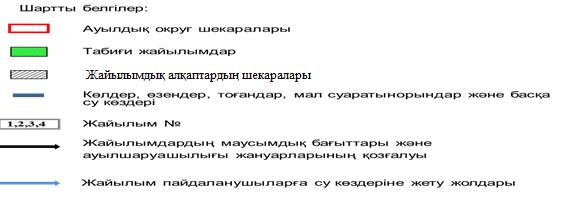 Шартты белгілер:
Ауылдық округ шекаралары
Табиғи жайылымдар
Жайылымдық алқаптардың шекаралары
Көлдер, өзендер, тоғандар, мал суаратынорындар және басқа
су көздері
1,2,3,4 Жайылым №
Жайылымдардың маусымдық бағыттары және
ауылшаруашылығы жануарларының қозғалуы
Жайылым пайдаланушыларға су көздеріне жету жолдары